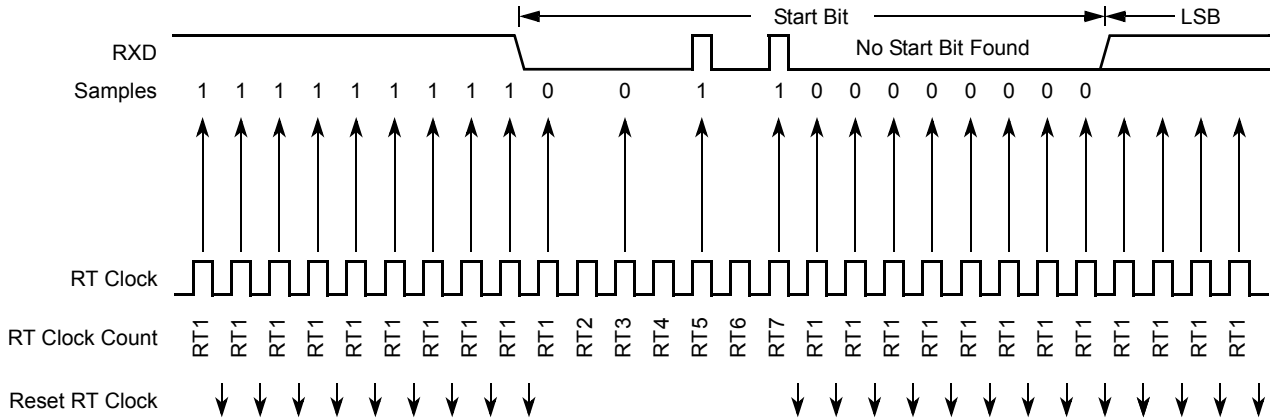 Start Bit LSB
RXD No Start Bit Found
Samples 1 1 1 1 1 1 1 1 1 0 0 1 1 0 0 0 0 0 0 0 0
RT Clock
RT Clock Count RT1 RT1 RT1 RT1 RT1 RT1 RT1 RT1 RT1 RT1 RT2 RT3 RT4 RT5 RT6 RT7 RT1 RT1 RT1 RT1 RT1 RT1 RT1 RT1 RT1 RT1 RT1 RT1
Reset RT Clock